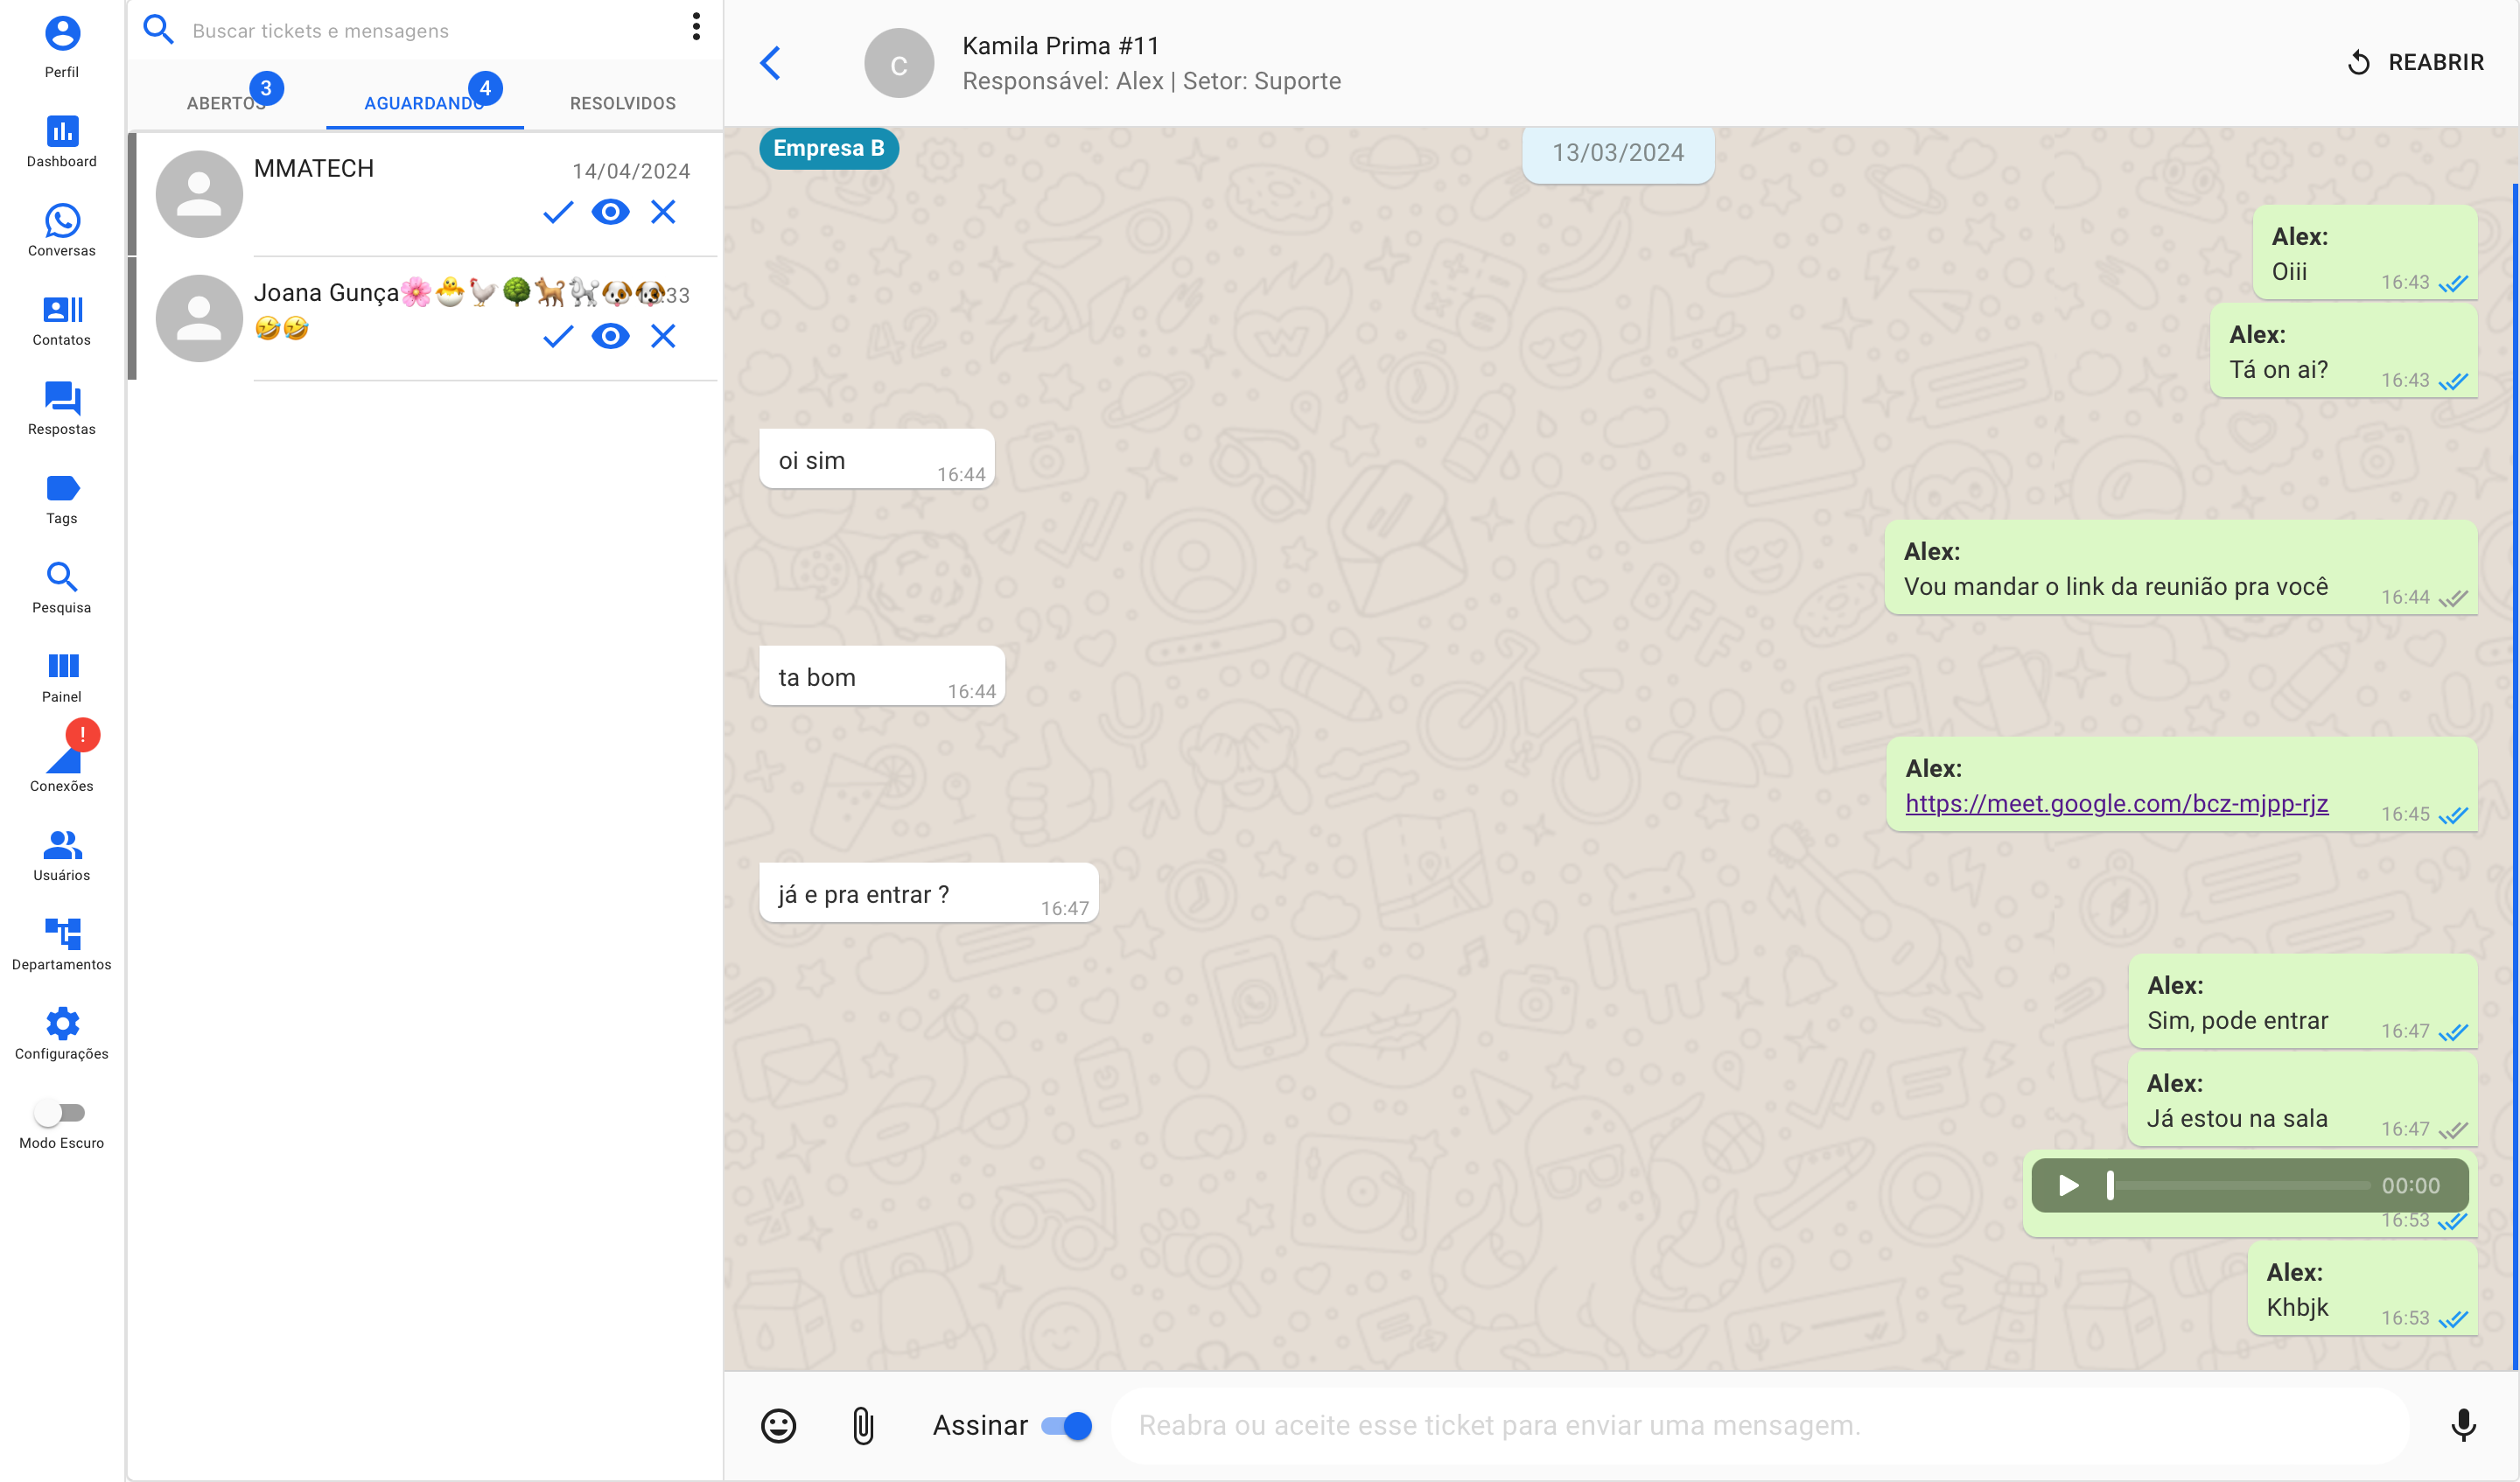 Perfil
Dashboard
Conversas
Contatos
Respostas
Tags
Pesquisa
Painel
!
Conexões
Usuários
Departamentos
Configurações
Modo Escuro
Buscar tickets e mensagens
ABERTOS
3
AGUARDANDO
4
RESOLVIDOS
MMATECH
14/04/2024
Joana Gunça🌸🐣🐓🌳🐕🐩🐶🐶
:33
🤣🤣
C
Kamila Prima #11
Responsável: Alex | Setor: Suporte
REABRIR
Empresa B
13/03/2024
Alex:
Oiii
16:43
Alex:
Tá on ai?
16:43
oi sim
16:44
Alex:
Vou mandar o link da reunião pra você
16:44
ta bom
16:44
Alex:
https://meet.google.com/bcz-mjpp-rjz
16:45
já e pra entrar ?
16:47
Alex:
Sim, pode entrar
16:47
Alex:
Já estou na sala
16:47
00:00
16:53
Alex:
Khbjk
16:53
Assinar
Reabra ou aceite esse ticket para enviar uma mensagem.